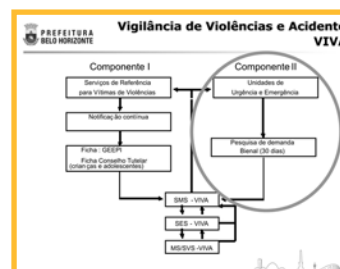 PREFEITURA
BELO HORIZONTE
Vigilância de Violências e Acidente
VIVA
Componente I
Componente II
Serviços de Referência
para Vítimas de Violências
Unidades de
Urgência e Emergência
Notificação contínua
Ficha : GEEPI
Ficha Conselho Tutelar
(crianças e adolescentes)
Pesquisa de demanda
Bienal (30 dias)
SMS - VIVA
SES - VIVA
MS/SVS -VIVA